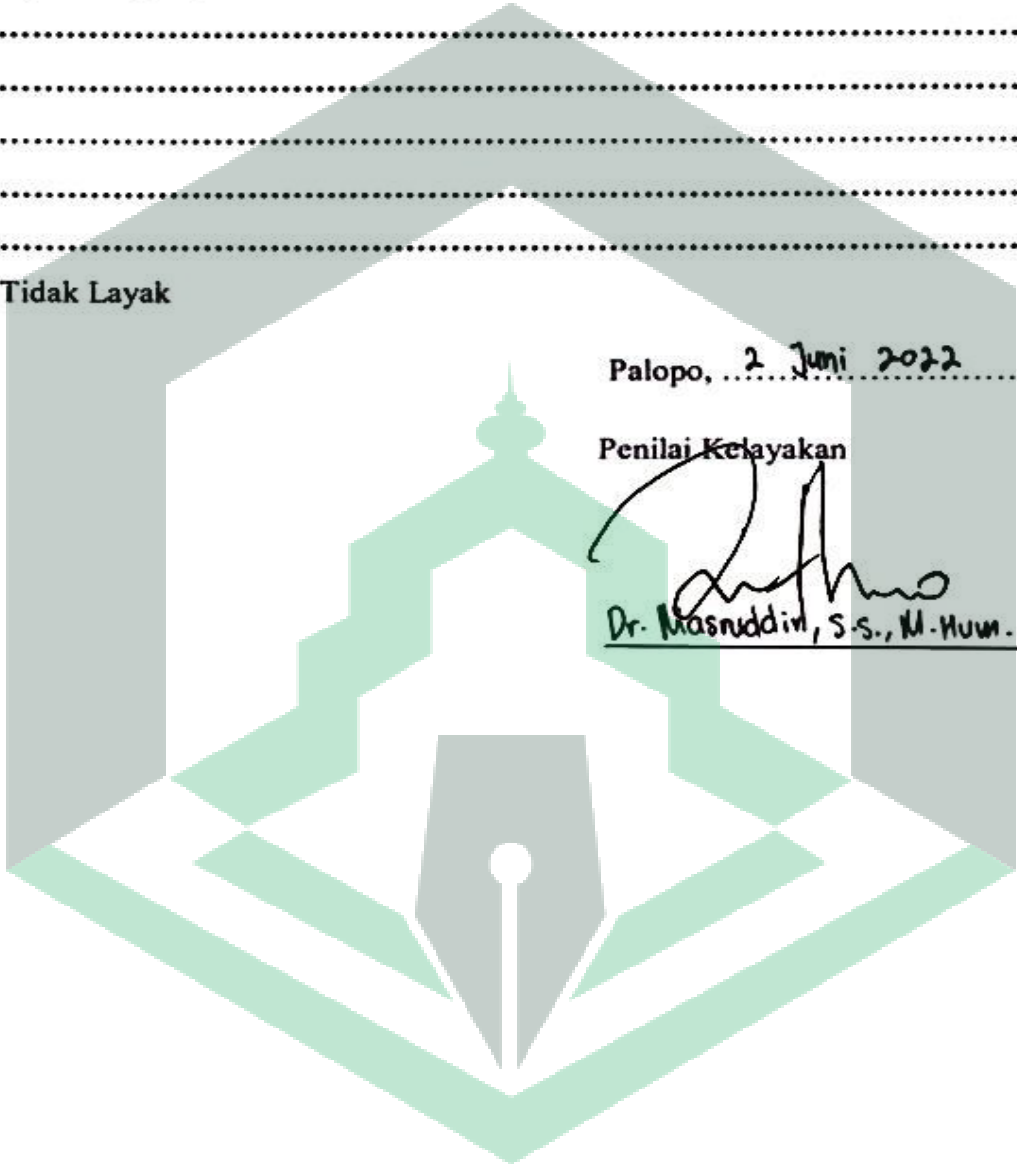 Tidak Layak
Palopo, 2 Juni 2022
Penilai Kelayakan
Dr. Masruddin, S.S., M.Hum.